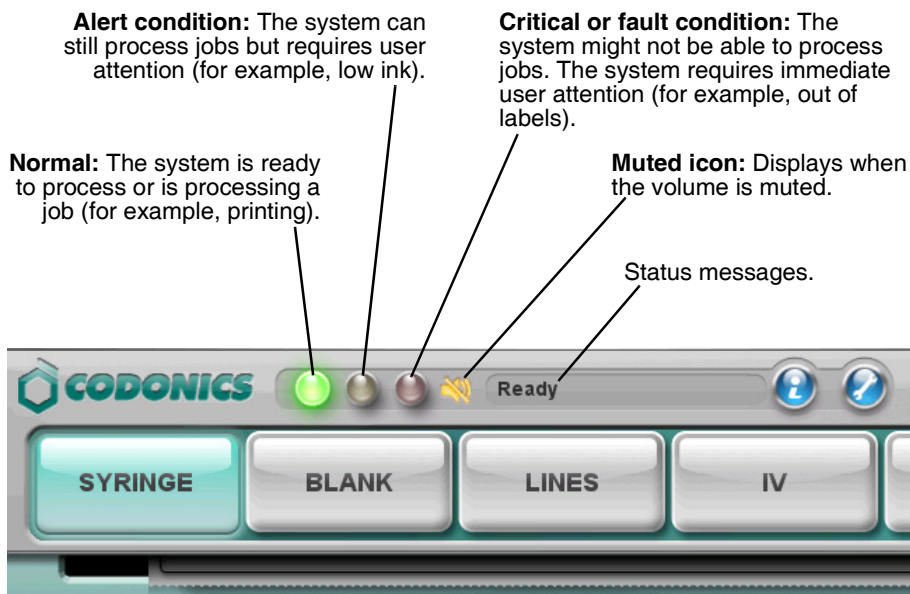 Alert condition: The system can
still process jobs but requires user
attention (for example, low ink).
Critical or fault condition: The
system might not be able to process
jobs. The system requires immediate
user attention (for example, out of
labels).
Normal: The system is ready
to process or is processing a
job (for example, printing).
Muted icon: Displays when
the volume is muted.
Status messages.
CODONICS
Ready
SYRINGE
BLANK
LINES
IV